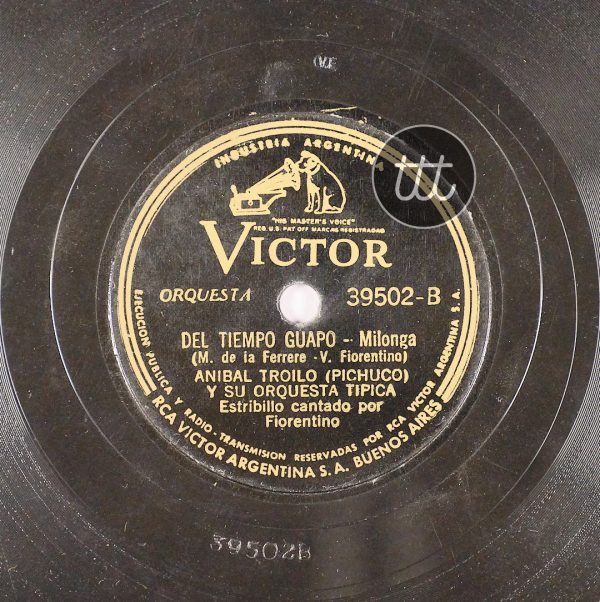 VE
INDUSTRIA ARGENTINA
ttt
"HIS MASTER'S VOICE"
REG. U.S. PAT. OFF. MARCAS REGISTRADAS
VICTOR
ORQUESTA 39502-B
DEL TIEMPO GUAPO -- Milonga
(M. de la Ferrere -V. Fiorentino)
ANIBAL TROILO (PICHUCO)
Y SU ORQUESTA TIPICA
Estribillo cantado por
Fiorentino
EJECUCION PUBLICA Y RADIO-TRANSMISION RESERVADAS POR RCA VICTOR ARGENTINA S. A.
RCA VICTOR ARGENTINA S. A. BUENOS AIRES
39502B